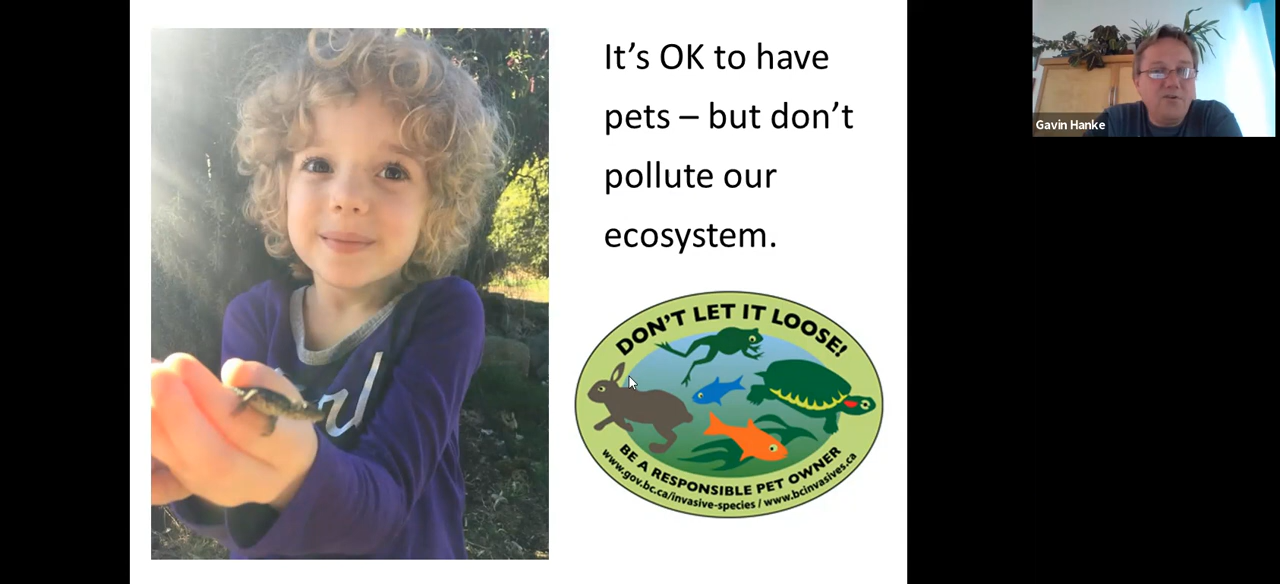 It's OK to have
pets – but don't
pollute our
ecosystem.
DON'T LET IT LOOSE!
BE A RESPONSIBLE PET OWNER
www.gov.bc.ca/invasive-species / www.bcinvasives.ca
Gavin Hanke